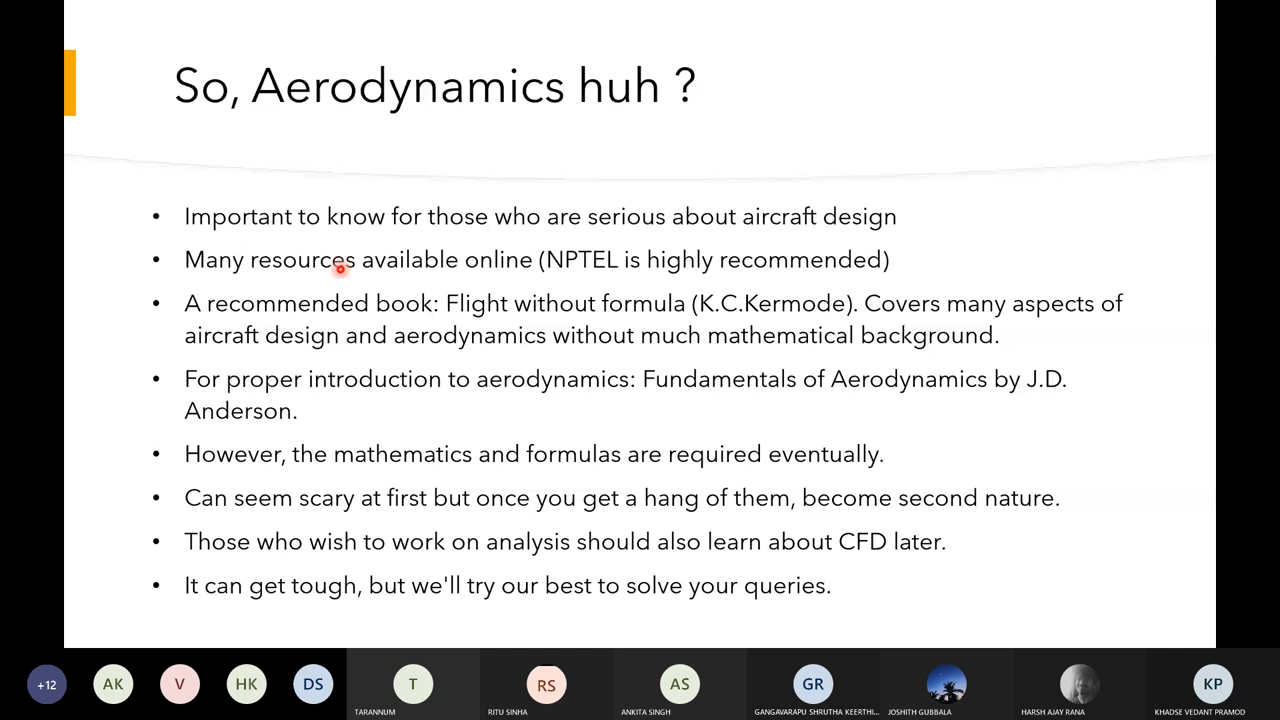 So, Aerodynamics huh ?
• Important to know for those who are serious about aircraft design
• Many resources available online (NPTEL is highly recommended)
• A recommended book: Flight without formula (K.C.Kermode). Covers many aspects of
aircraft design and aerodynamics without much mathematical background.
• For proper introduction to aerodynamics: Fundamentals of Aerodynamics by J.D.
Anderson.
• However, the mathematics and formulas are required eventually.
• Can seem scary at first but once you get a hang of them, become second nature.
• Those who wish to work on analysis should also learn about CFD later.
• It can get tough, but we'll try our best to solve your queries.
+12 AK V HK DS T RS AS GR KP
TARANNUM RITU SINHA ANKITA SINGH GANGAVARAPU SHRUTHA KEERTHI... JOSHITH GUBBALA HARSH AJAY RANA KHADSE VEDANT PRAMOD